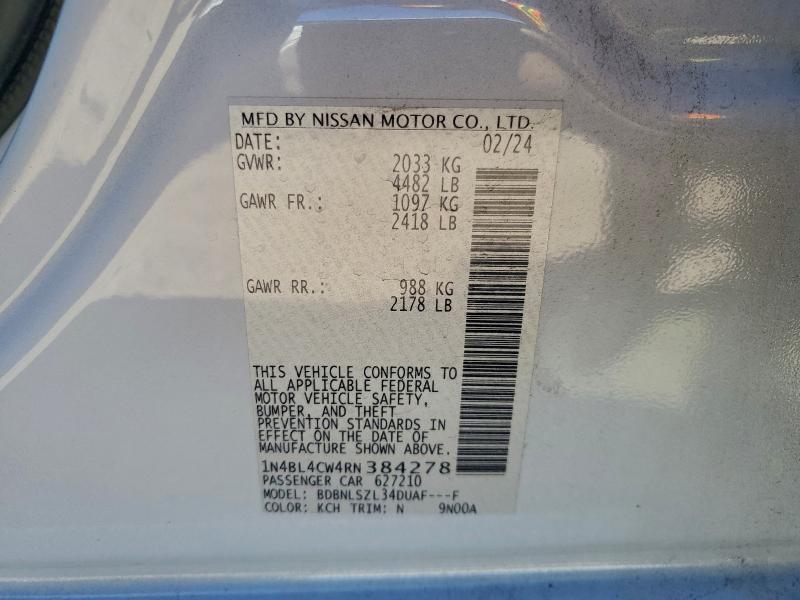 MFD BY NISSAN MOTOR CO., LTD.
DATE: 02/24
GVWR: 2033 KG
4482 LB
GAWR FR.: 1097 KG
2418 LB
GAWR RR.: 988 KG
2178 LB
THIS VEHICLE CONFORMS TO
ALL APPLICABLE FEDERAL
MOTOR VEHICLE SAFETY,
BUMPER, AND THEFT
PREVENTION STANDARDS IN
EFFECT ON THE DATE OF
MANUFACTURE SHOWN ABOVE.
1N4BL4CW4RN384278
PASSENGER CAR 627210
MODEL: BDBNLSZL34DUAF---F
COLOR: KCH TRIM: N 9N00A